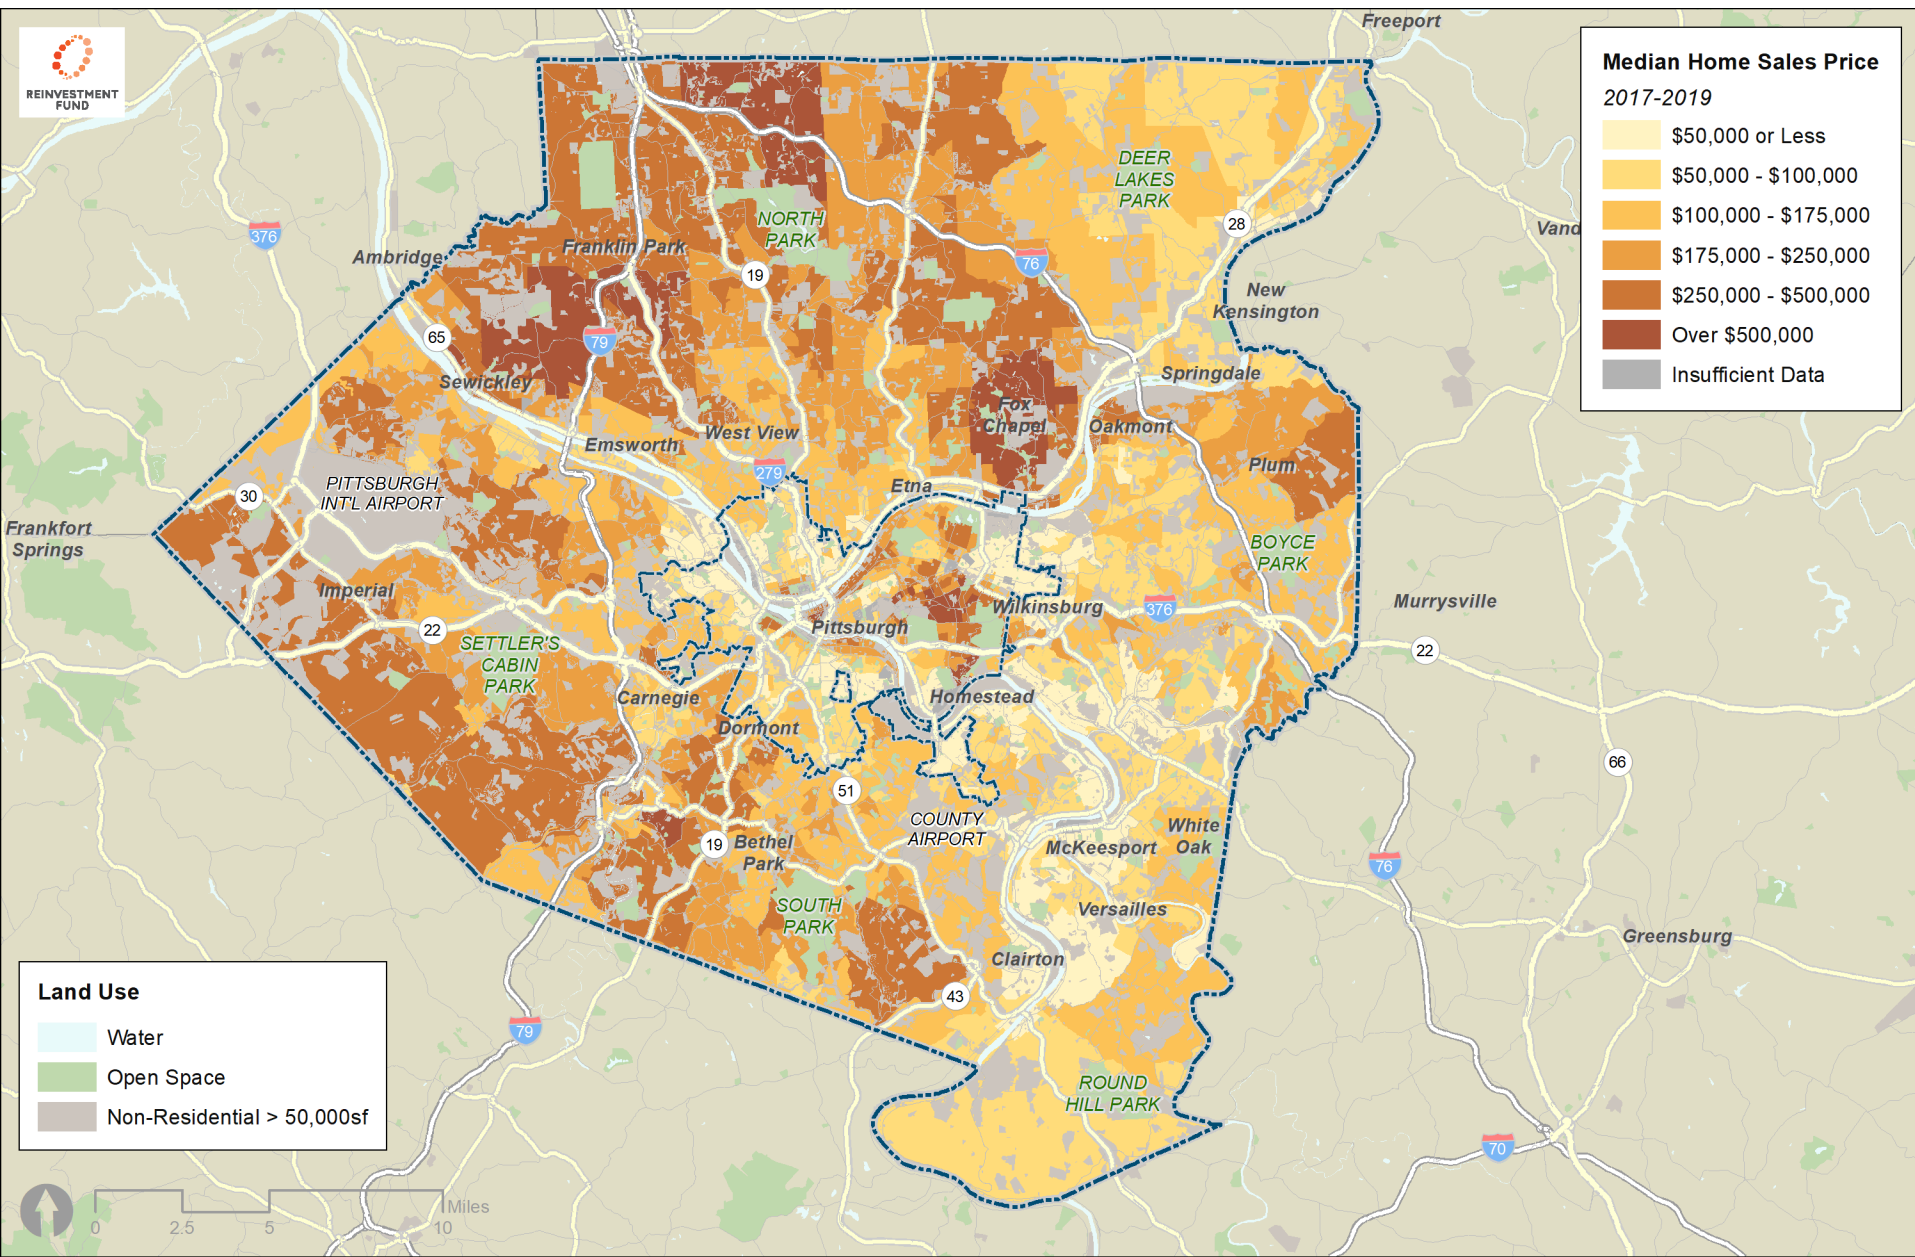 REINVESTMENT
FUND
Median Home Sales Price
2017-2019
$50,000 or Less
$50,000 - $100,000
$100,000 - $175,000
$175,000 - $250,000
$250,000 - $500,000
Over $500,000
Insufficient Data
Freeport
DEER
LAKES
PARK
28
376
Vand
NORTH
PARK
Franklin Park
Ambridge
19
76
New
Kensington
65
79
Sewickley
Springdale
Fox
Chapel
Oakmont
West View
Emsworth
279
Plum
Etna
PITTSBURGH
INT'L AIRPORT
30
Frankfort
Springs
BOYCE
PARK
Imperial
22
Wilkinsburg
376
Murrysville
Pittsburgh
22
SETTLER'S
CABIN
PARK
Carnegie
Homestead
Dormont
66
51
COUNTY
AIRPORT
White
Oak
19
Bethel
Park
McKeesport
76
SOUTH
PARK
Versailles
Greensburg
Clairton
43
79
ROUND
HILL PARK
70
Land Use
Water
Open Space
Non-Residential > 50,000sf
Miles
0
2.5
5
10